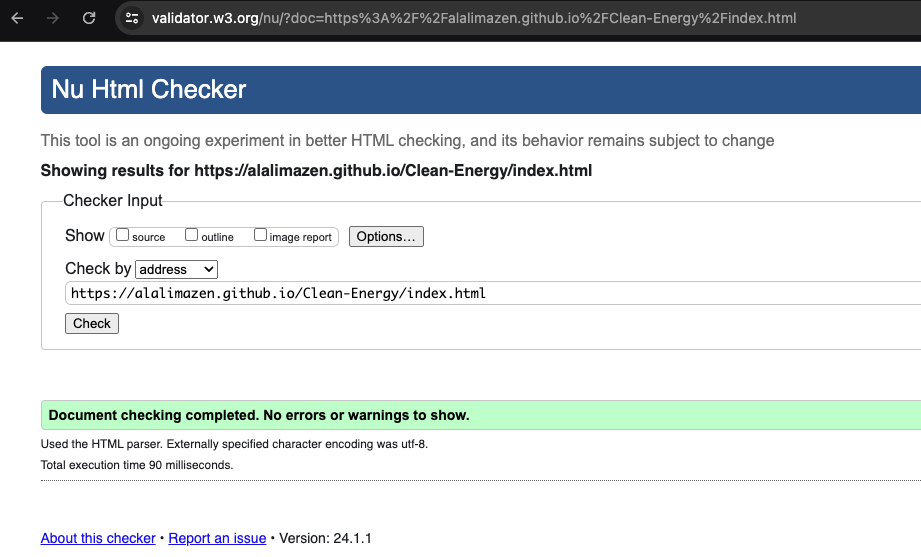 validator.w3.org/nu/?doc=https%3A%2F%2Falalimazen.github.io%2FClean-Energy%2Findex.html
Nu Html Checker
This tool is an ongoing experiment in better HTML checking, and its behavior remains subject to change
Showing results for https://alalimazen.github.io/Clean-Energy/index.html
Checker Input
Show source outline image report Options...
Check by address
https://alalimazen.github.io/Clean-Energy/index.html
Check
Document checking completed. No errors or warnings to show.
Used the HTML parser. Externally specified character encoding was utf-8.
Total execution time 90 milliseconds.
About this checker • Report an issue • Version: 24.1.1